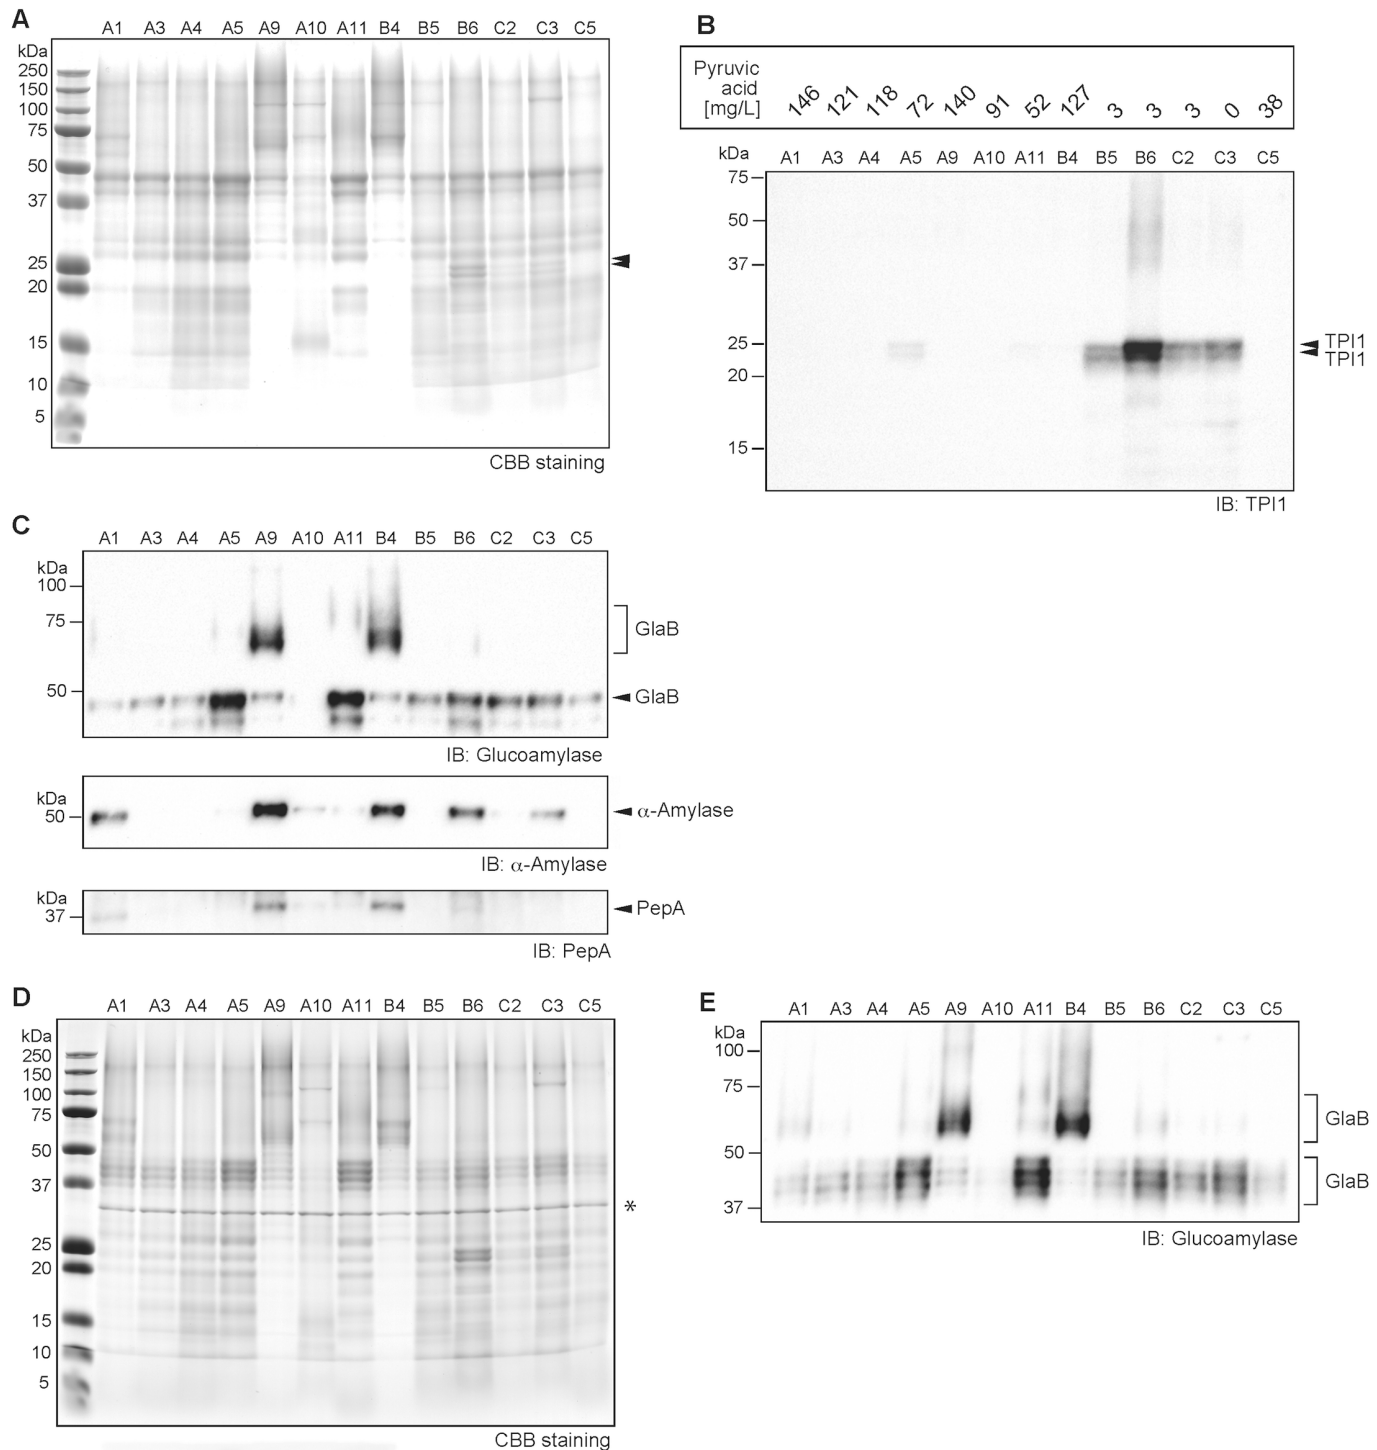 A
A1 A3 A4 A5 A9 A10 A11 B4 B5 B6 C2 C3 C5
kDa
250
150
100
75
50
37
25
20
15
10
5
CBB staining
B
Pyruvic
acid
[mg/L]
146 121 118 72 140 91 52 127 3 3 3 0 38
kDa
A1 A3 A4 A5 A9 A10 A11 B4 B5 B6 C2 C3 C5
75
50
37
25
20
15
TPI1
TPI1
IB: TPI1
C
A1 A3 A4 A5 A9 A10 A11 B4 B5 B6 C2 C3 C5
kDa
100
75
50
GlaB
GlaB
IB: Glucoamylase
kDa
50
α-Amylase
IB: α-Amylase
kDa
37
PepA
IB: PepA
D
A1 A3 A4 A5 A9 A10 A11 B4 B5 B6 C2 C3 C5
kDa
250
150
100
75
50
37
25
20
15
10
5
*
CBB staining
E
A1 A3 A4 A5 A9 A10 A11 B4 B5 B6 C2 C3 C5
kDa
100
75
50
37
GlaB
GlaB
IB: Glucoamylase